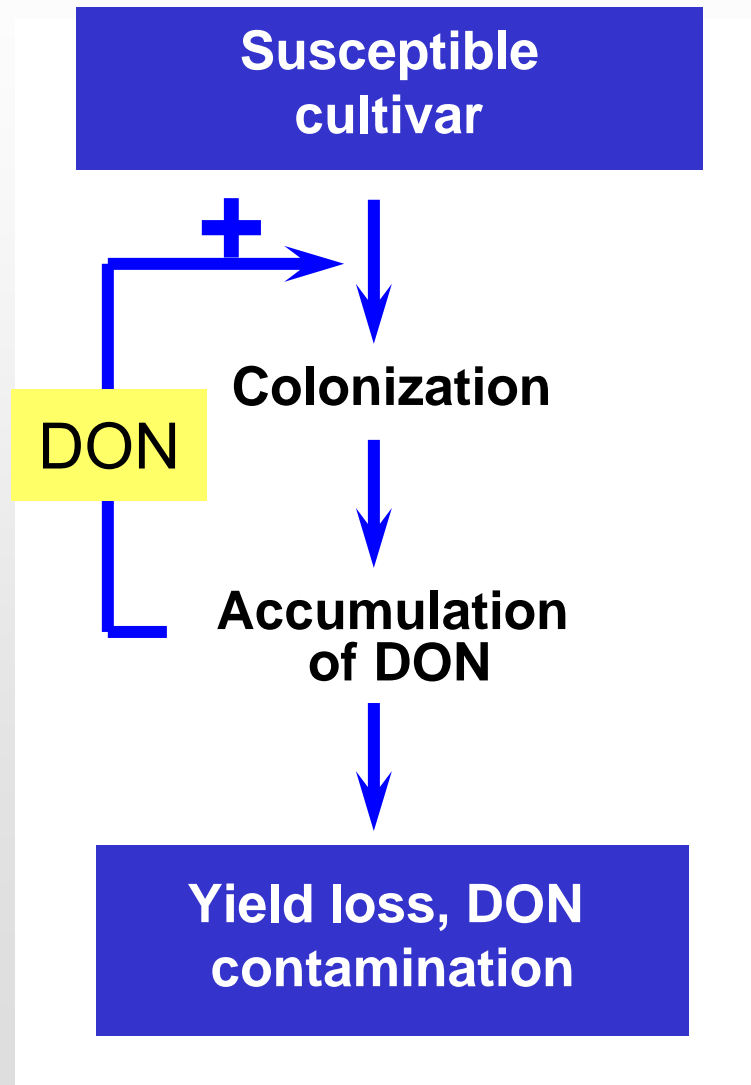 Susceptible
cultivar
+
Colonization
DON
Accumulation
of DON
Yield loss, DON
contamination